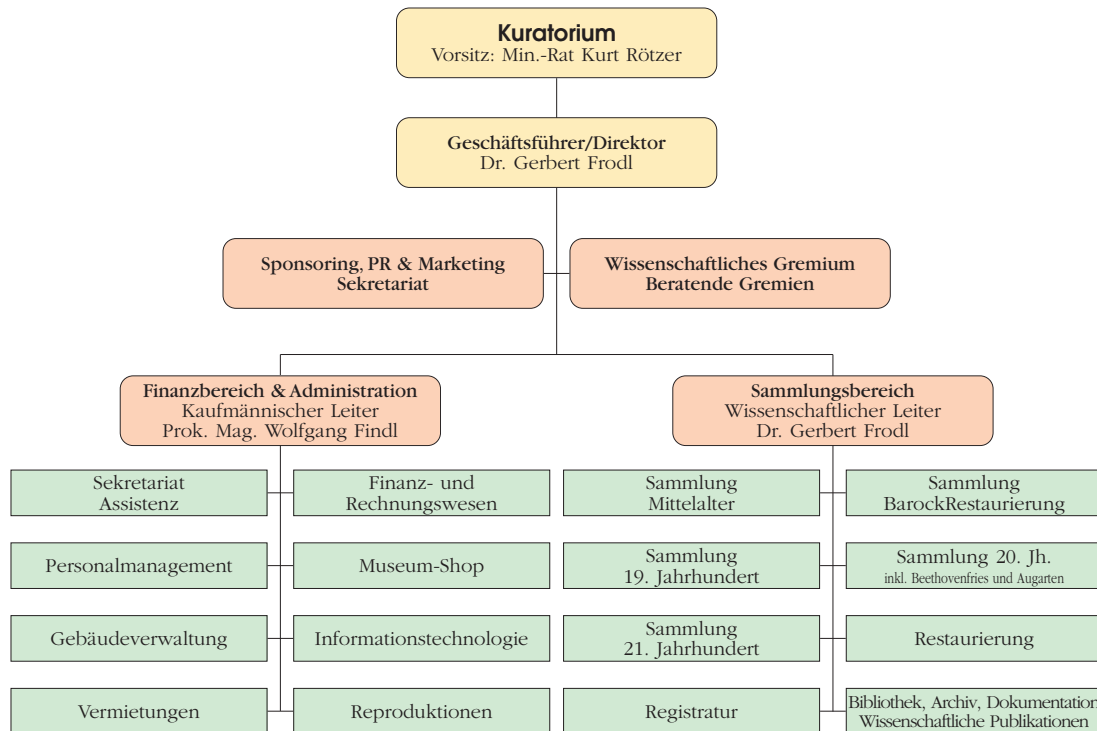 Kuratorium
Vorsitz: Min.-Rat Kurt Rötzer
Geschäftsführer/Direktor
Dr. Gerbert Frodl
Sponsoring, PR & Marketing
Sekretariat
Wissenschaftliches Gremium
Beratende Gremien
Finanzbereich & Administration
Kaufmännischer Leiter
Prok. Mag. Wolfgang Findl
Sammlungsbereich
Wissenschaftlicher Leiter
Dr. Gerbert Frodl
Sekretariat
Assistenz
Finanz- und
Rechnungswesen
Sammlung
Mittelalter
Sammlung
BarockRestaurierung
Personalmanagement
Museum-Shop
Sammlung
19. Jahrhundert
Sammlung 20. Jh.
inkl. Beethovenfries und Augarten
Gebäudeverwaltung
Informationstechnologie
Sammlung
21. Jahrhundert
Restaurierung
Vermietungen
Reproduktionen
Registratur
Bibliothek, Archiv, Dokumentation
Wissenschaftliche Publikationen